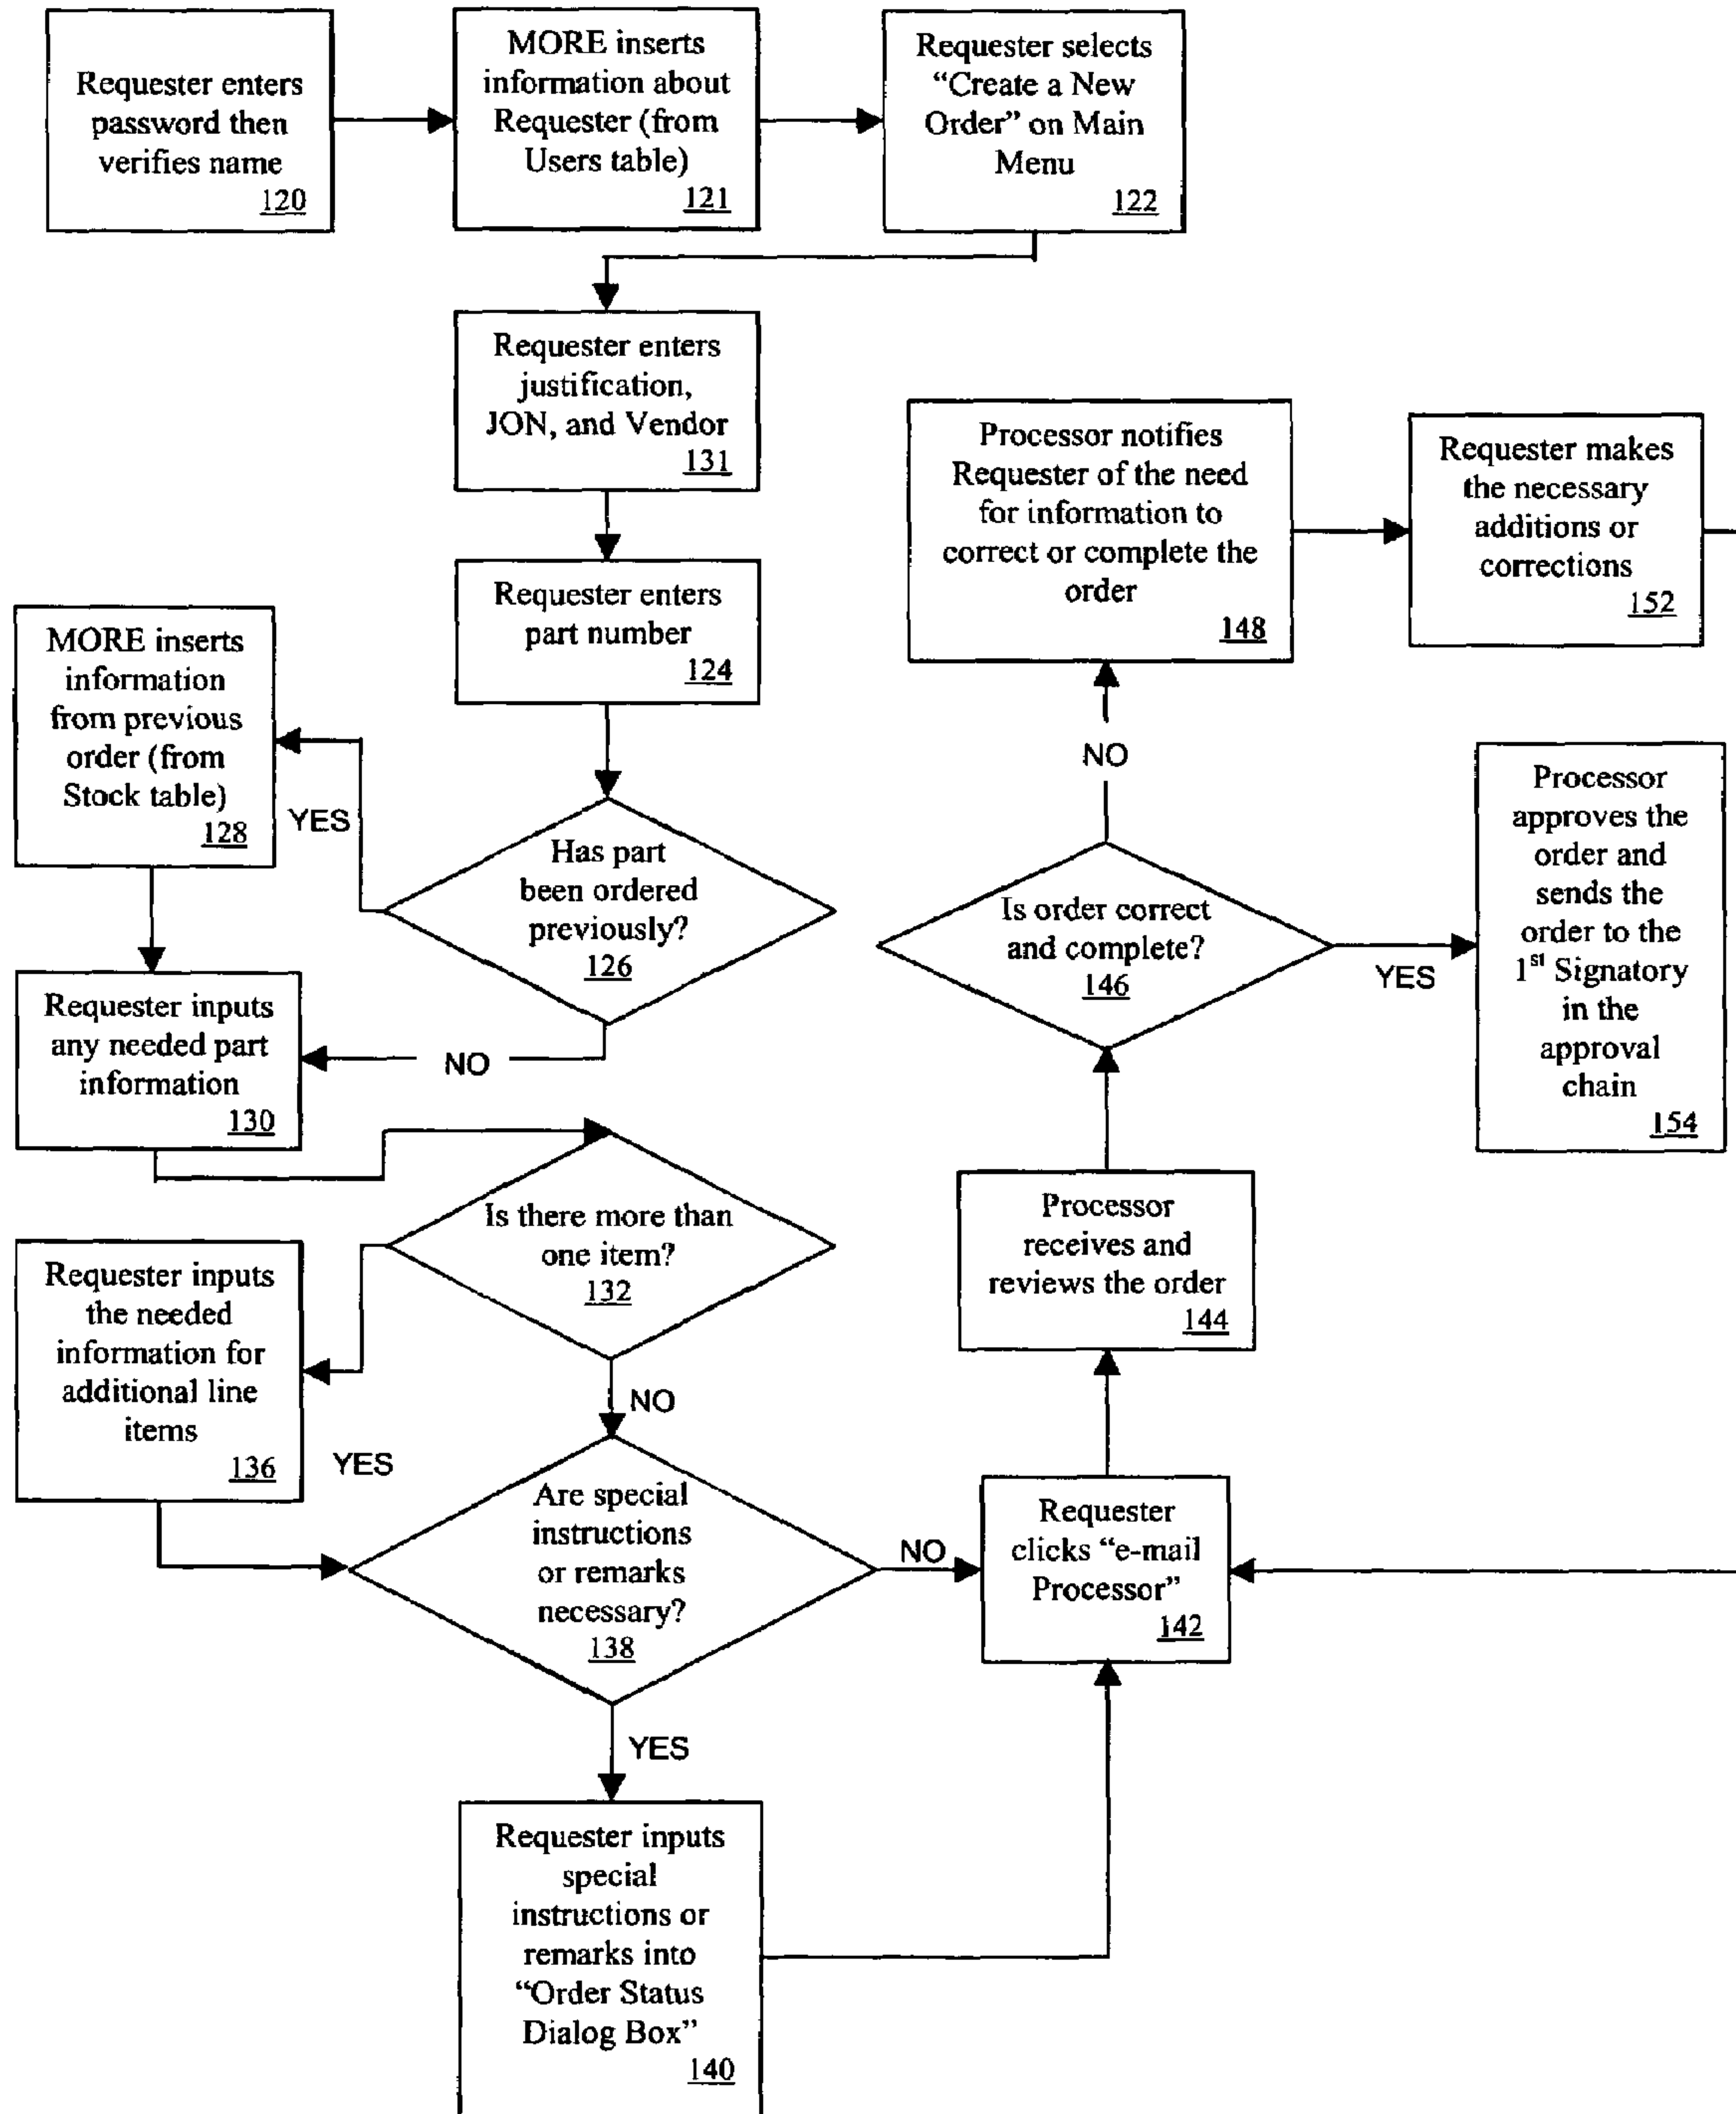 Requester enters
password then
verifies name
120
MORE inserts
information about
Requester (from
Users table)
121
Requester selects
“Create a New
Order” on Main
Menu
122
Requester enters
justification,
JON, and Vendor
131
Requester enters
part number
124
Has part
been ordered
previously?
126
YES
MORE inserts
information
from previous
order (from
Stock table)
128
NO
Requester inputs
any needed part
information
130
Is there more than
one item?
132
YES
Requester inputs
the needed
information for
additional line
items
136
NO
Are special
instructions
or remarks
necessary?
138
YES
Requester inputs
special
instructions or
remarks into
“Order Status
Dialog Box”
140
NO
Requester
clicks “e-mail
Processor”
142
Processor
receives and
reviews the order
144
Is order correct
and complete?
146
NO
Processor notifies
Requester of the need
for information to
correct or complete the
order
148
Requester makes
the necessary
additions or
corrections
152
YES
Processor
approves the
order and
sends the
order to the
1st Signatory
in the
approval
chain
154